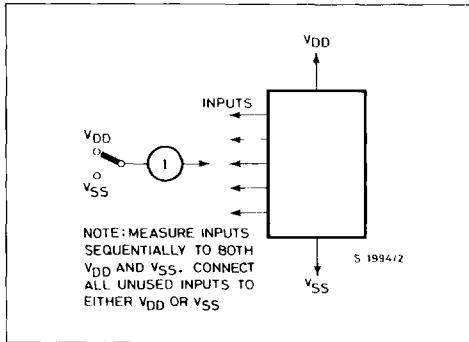 VDD
INPUTS
VDD
1
VSS
NOTE: MEASURE INPUTS
SEQUENTIALLY TO BOTH
VDD AND VSS. CONNECT
ALL UNUSED INPUTS TO
EITHER VDD OR VSS
S 1994/2
VSS